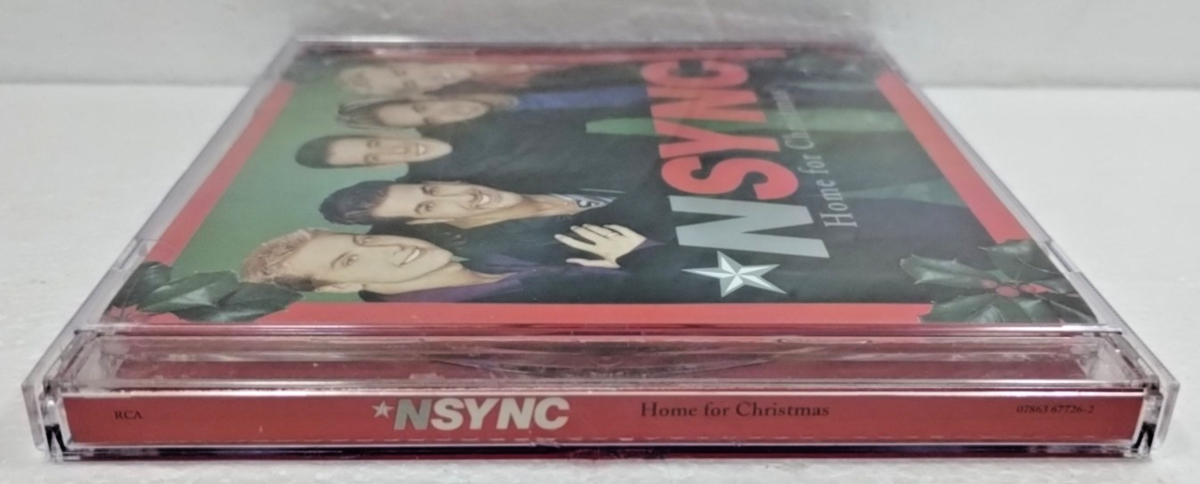 *NSYNC
Home for Christmas
RCA
*NSYNC
Home for Christmas
07863 67726-2